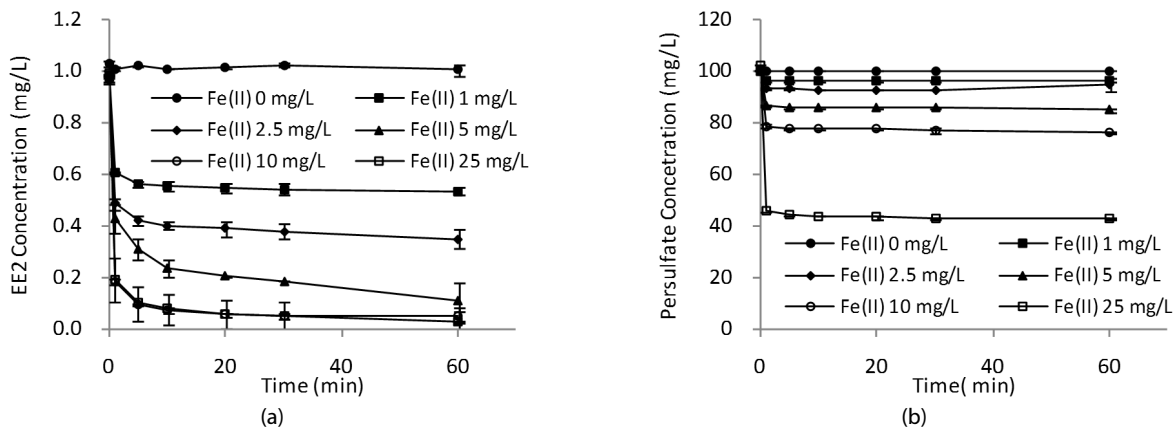 1.2
1.0
0.8
0.6
0.4
0.2
0.0
EE2 Concentration (mg/L)
Fe(II) 0 mg/L
Fe(II) 1 mg/L
Fe(II) 2.5 mg/L
Fe(II) 5 mg/L
Fe(II) 10 mg/L
Fe(II) 25 mg/L
0
20
40
60
Time (min)
(a)
120
100
80
60
40
20
0
Persulfate Concetration (mg/L)
Fe(II) 0 mg/L
Fe(II) 1 mg/L
Fe(II) 2.5 mg/L
Fe(II) 5 mg/L
Fe(II) 10 mg/L
Fe(II) 25 mg/L
0
20
40
60
Time( min)
(b)